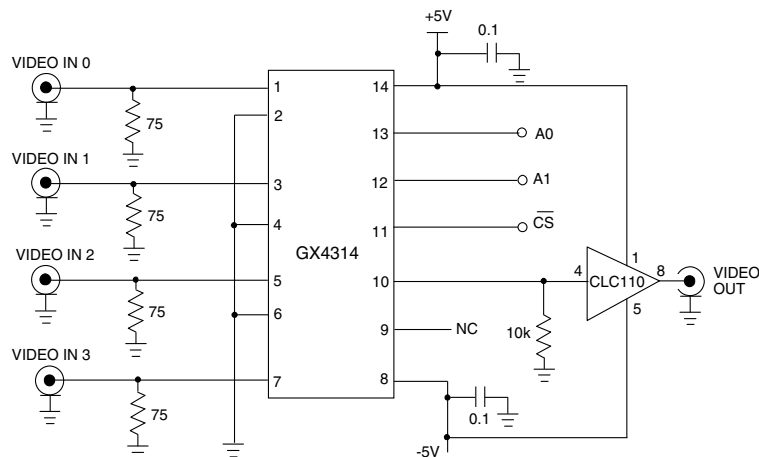 +5V
0.1
VIDEO IN 0
1
14
2
75
13
A0
VIDEO IN 1
3
12
A1
75
4
11
CS
GX4314
VIDEO IN 2
5
10
4
CLC110
1
8
VIDEO
OUT
5
75
6
10k
9
NC
VIDEO IN 3
7
8
75
0.1
-5V